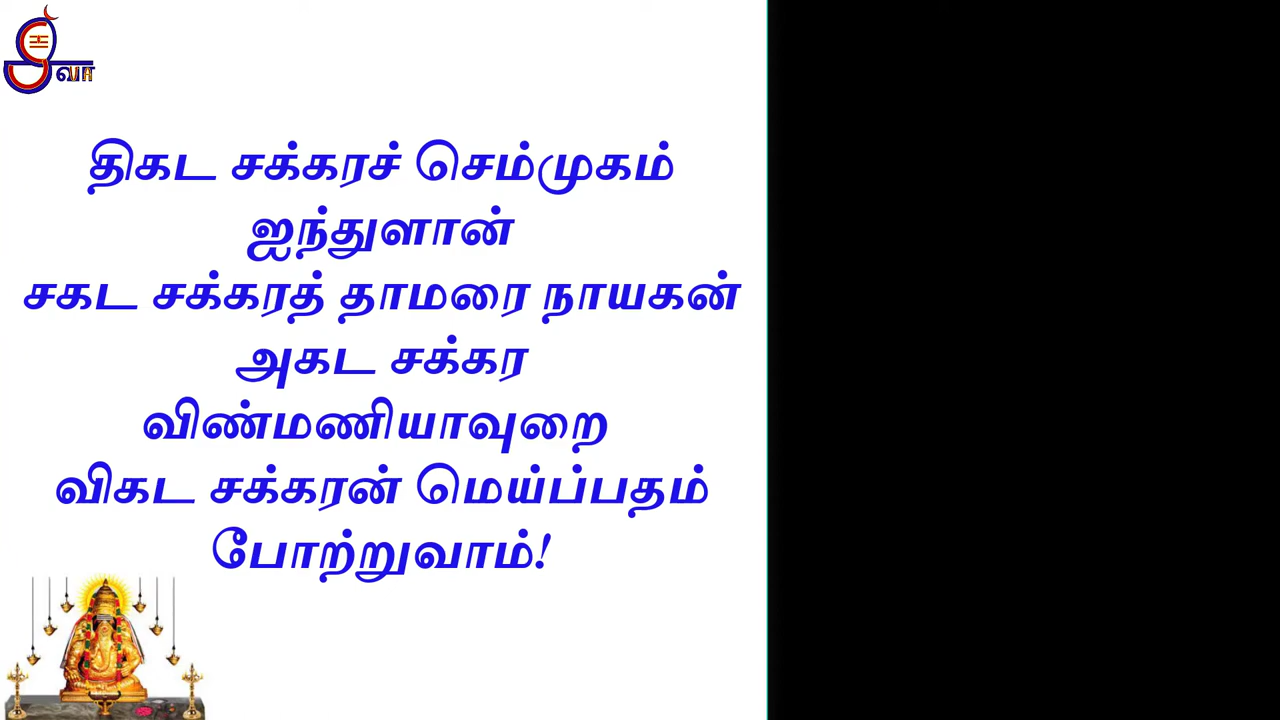 சிவா
திகட சக்கரச் செம்முகம்
ஐந்துளான்
சகட சக்கரத் தாமரை நாயகன்
அகட சக்கர
விண்மணியாவுறை
விகட சக்கரன் மெய்ப்பதம்
போற்றுவாம்!